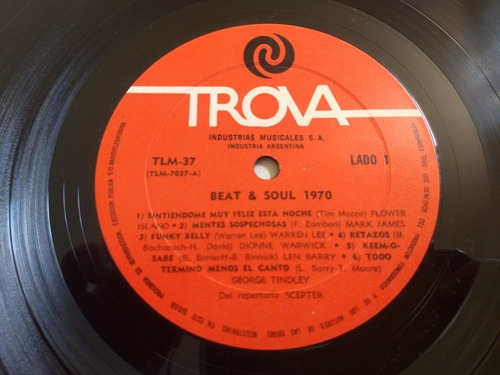 TROVA
INDUSTRIAS MUSICALES S.A.
INDUSTRIA ARGENTINA
TLM-37
(TLM-7037-A)
LADO 1
BEAT & SOUL 1970
1) SINTIENDOME MUY FELIZ ESTA NOCHE (Tim Moore) FLOWER
ISLAND • 2) MENTES SOSPECHOSAS (F. Zambon) MARK JAMES
3) FUNKY BELLY (Warren Lee) WARREN LEE • 4) RETAZOS (B.
Bacharach-H. David) DIONNE WARWICK • 5) KEEM-O-
SABE (B. Borisoff-B. Binnick) LEN BARRY • 6) TODO
TERMINO MENOS EL CANTO (L. Barry-T. Moore)
GEORGE TINDLEY
Del repertorio SCEPTER